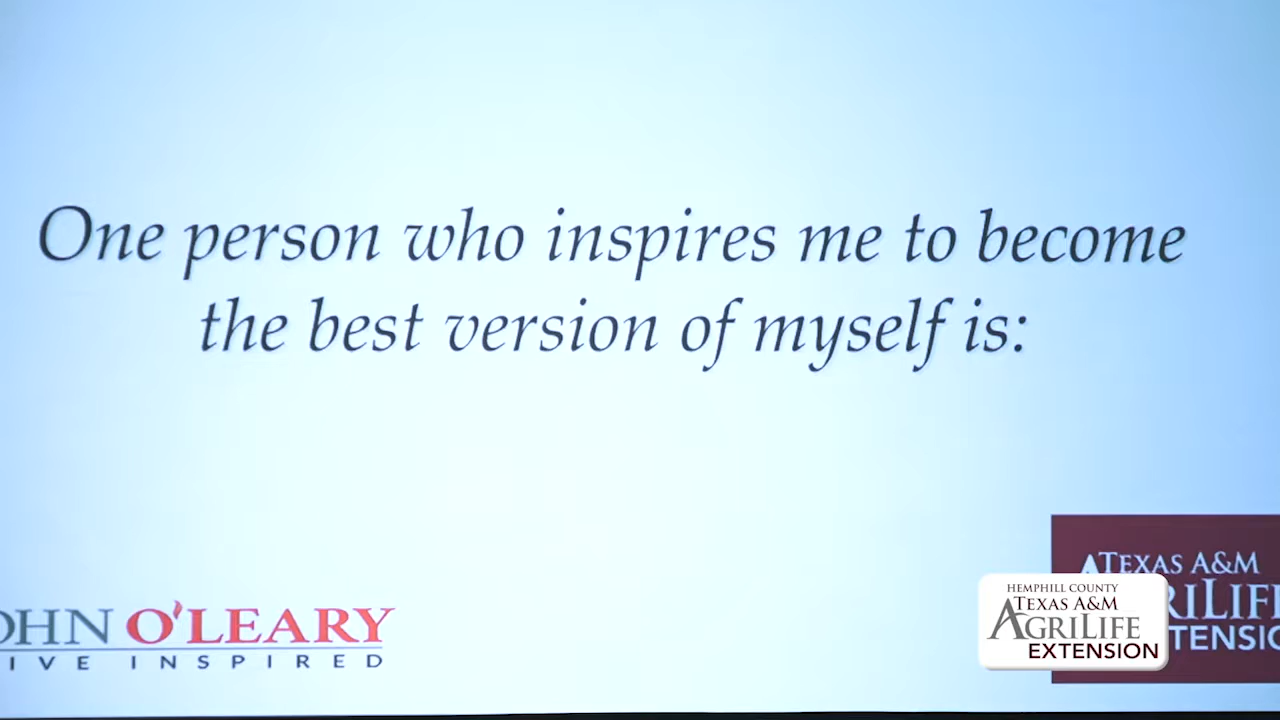 One person who inspires me to become
the best version of myself is:
OHN O'LEARY
IVE INSPIRED
TEXAS A&M
RILIFE
TENSIO
HEMPHILL COUNTY
TEXAS A&M
AGRILIFE
EXTENSION